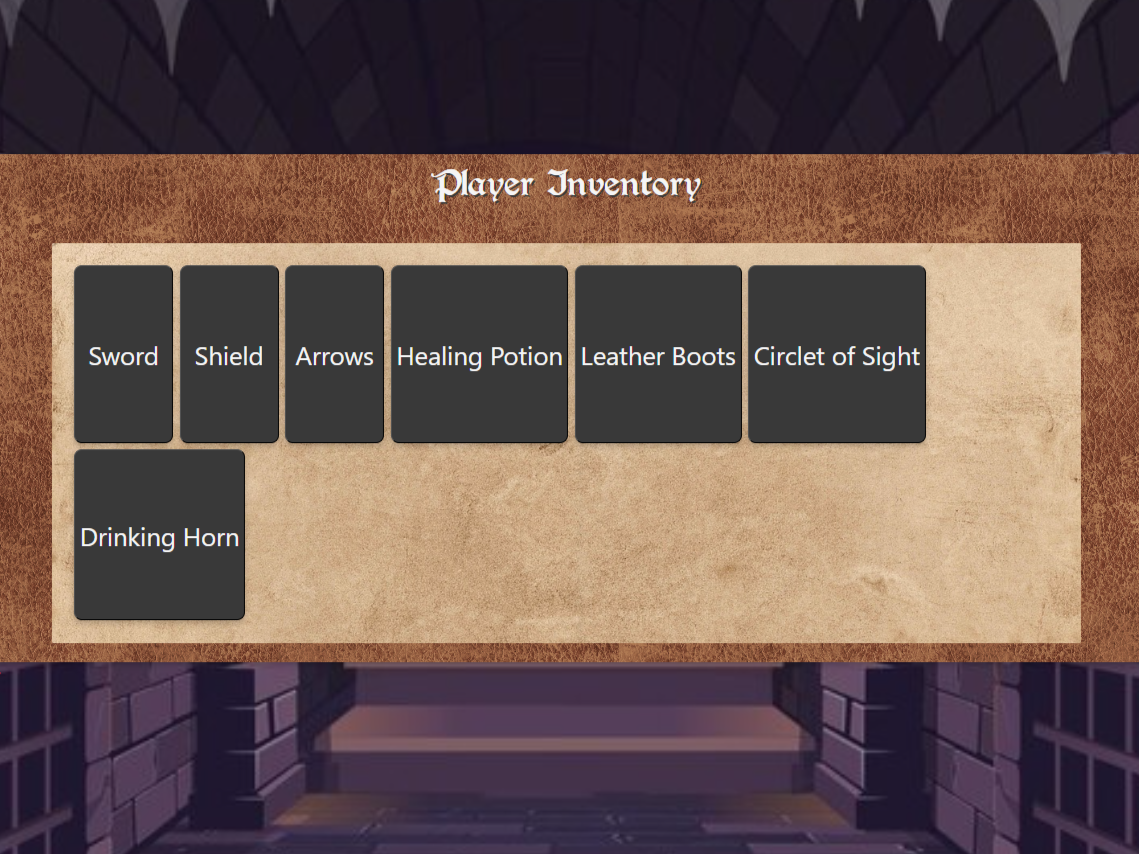 Player Inventory
Sword Shield Arrows Healing Potion Leather Boots Circlet of Sight
Drinking Horn